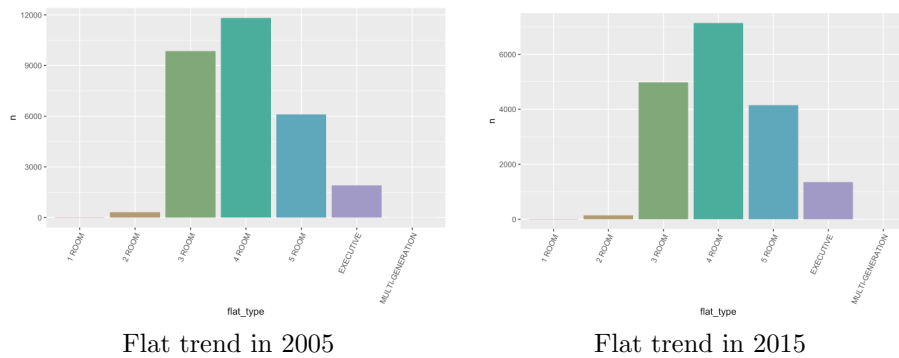 12000
9000
6000
3000
0
n
1 ROOM
2 ROOM
3 ROOM
4 ROOM
5 ROOM
EXECUTIVE
MULTI-GENERATION
flat_type
Flat trend in 2005
6000
4000
2000
0
n
1 ROOM
2 ROOM
3 ROOM
4 ROOM
5 ROOM
EXECUTIVE
MULTI-GENERATION
flat_type
Flat trend in 2015